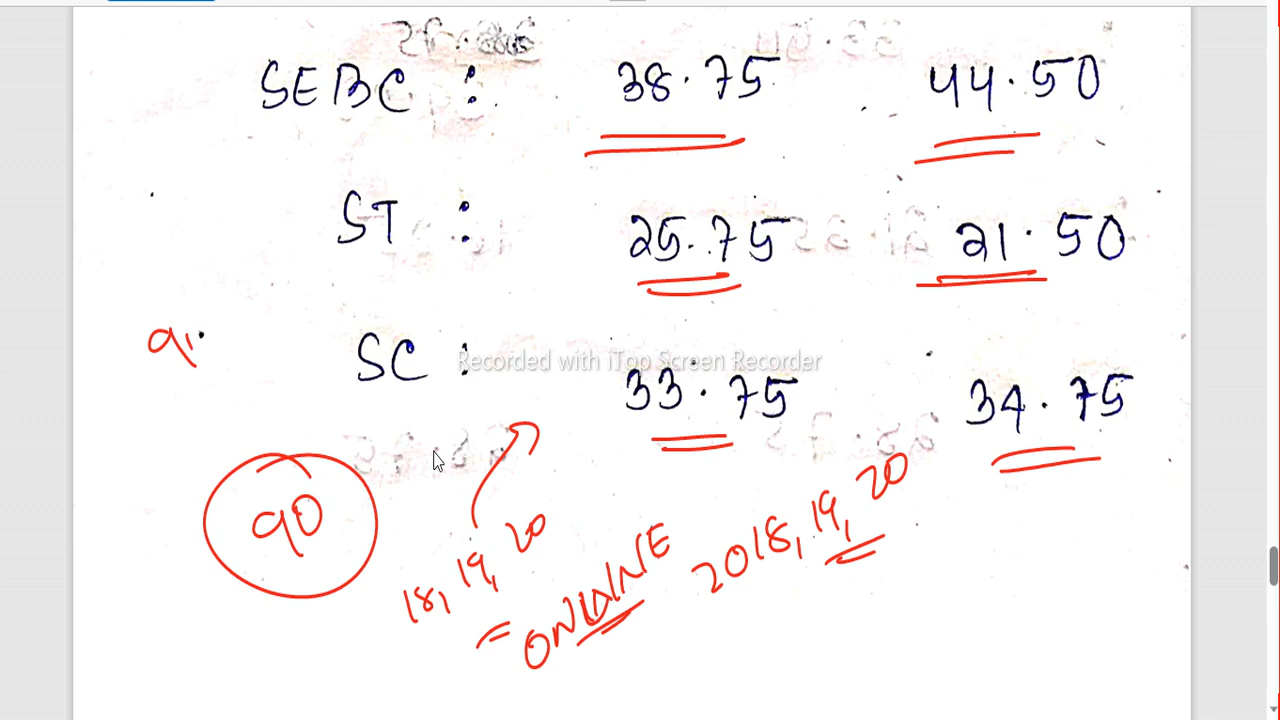 SEBC : 38.75 44.50
ST : 25.75 21.50
SC : 33.75 34.75
Recorded with iTop Screen Recorder
90
18, 19, 20
= ONLINE 2018, 19, 20